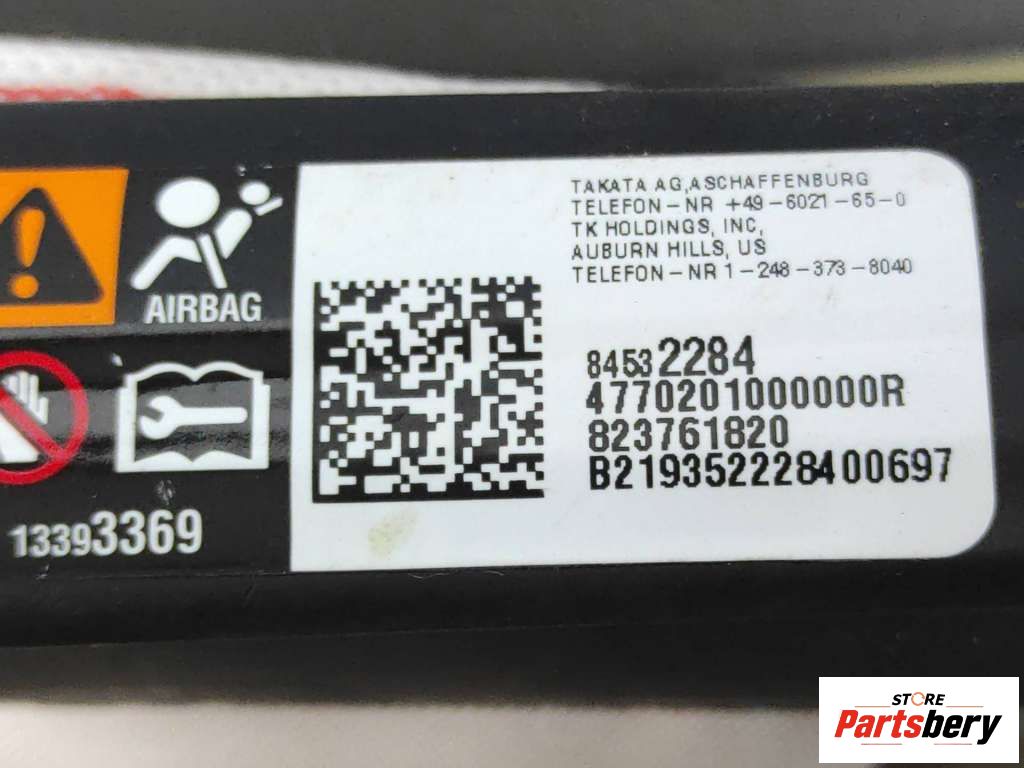 AIRBAG
13393369
TAKATA AG,ASCHAFFENBURG
TELEFON-NR +49-6021-65-0
TK HOLDINGS, INC,
AUBURN HILLS, US
TELEFON-NR 1-248-373-8040
84532284
4770201000000R
823761820
B219352228400697
STORE
Partsbery